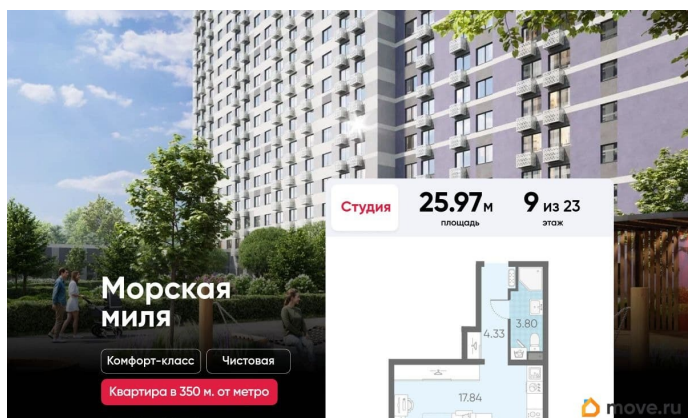 Студия
25.97 м
площадь
9 из 23
этаж
Морская
миля
Комфорт-класс
Чистовая
Квартира в 350 м. от метро
3.80
4.33
17.84
move.ru